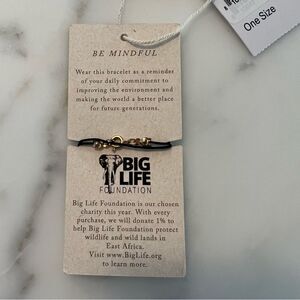 One Size
BE MINDFUL
Wear this bracelet as a reminder
of your daily commitment to
improving the environment and
making the world a better place
for future generations.
BIG
LIFE
FOUNDATION
Big Life Foundation is our chosen
charity this year. With every
purchase, we will donate 1% to
help Big Life Foundation protect
wildlife and wild lands in
East Africa.
Visit www.BigLife.org
to learn more.